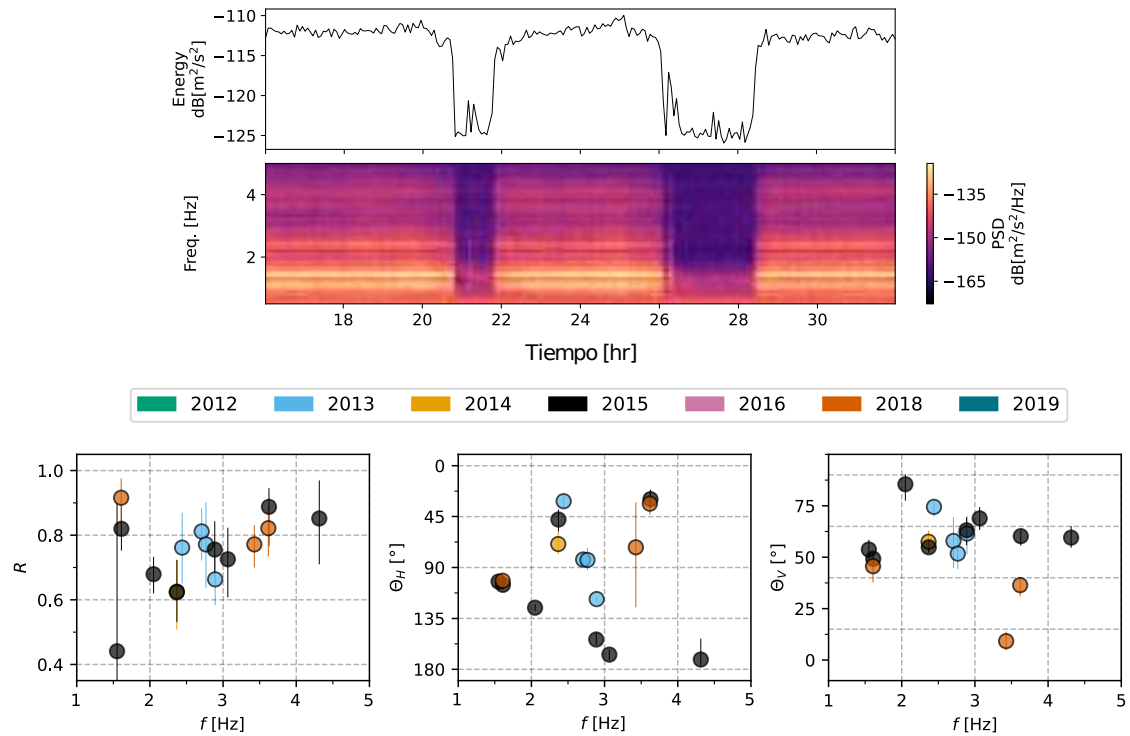 −110
−115
−120
−125
Energy
dB[m²/s²]
4
2
Freq. [Hz]
18 20 22 24 26 28 30
Tiempo [hr]
−135
−150
−165
PSD
dB[m²/s²/Hz]
2012 2013 2014 2015 2016 2018 2019
1.0
0.8
0.6
0.4
R
1 2 3 4 5
f [Hz]
0
45
90
135
180
Θ_H [°]
1 2 3 4 5
f [Hz]
75
50
25
0
Θ_V [°]
1 2 3 4 5
f [Hz]